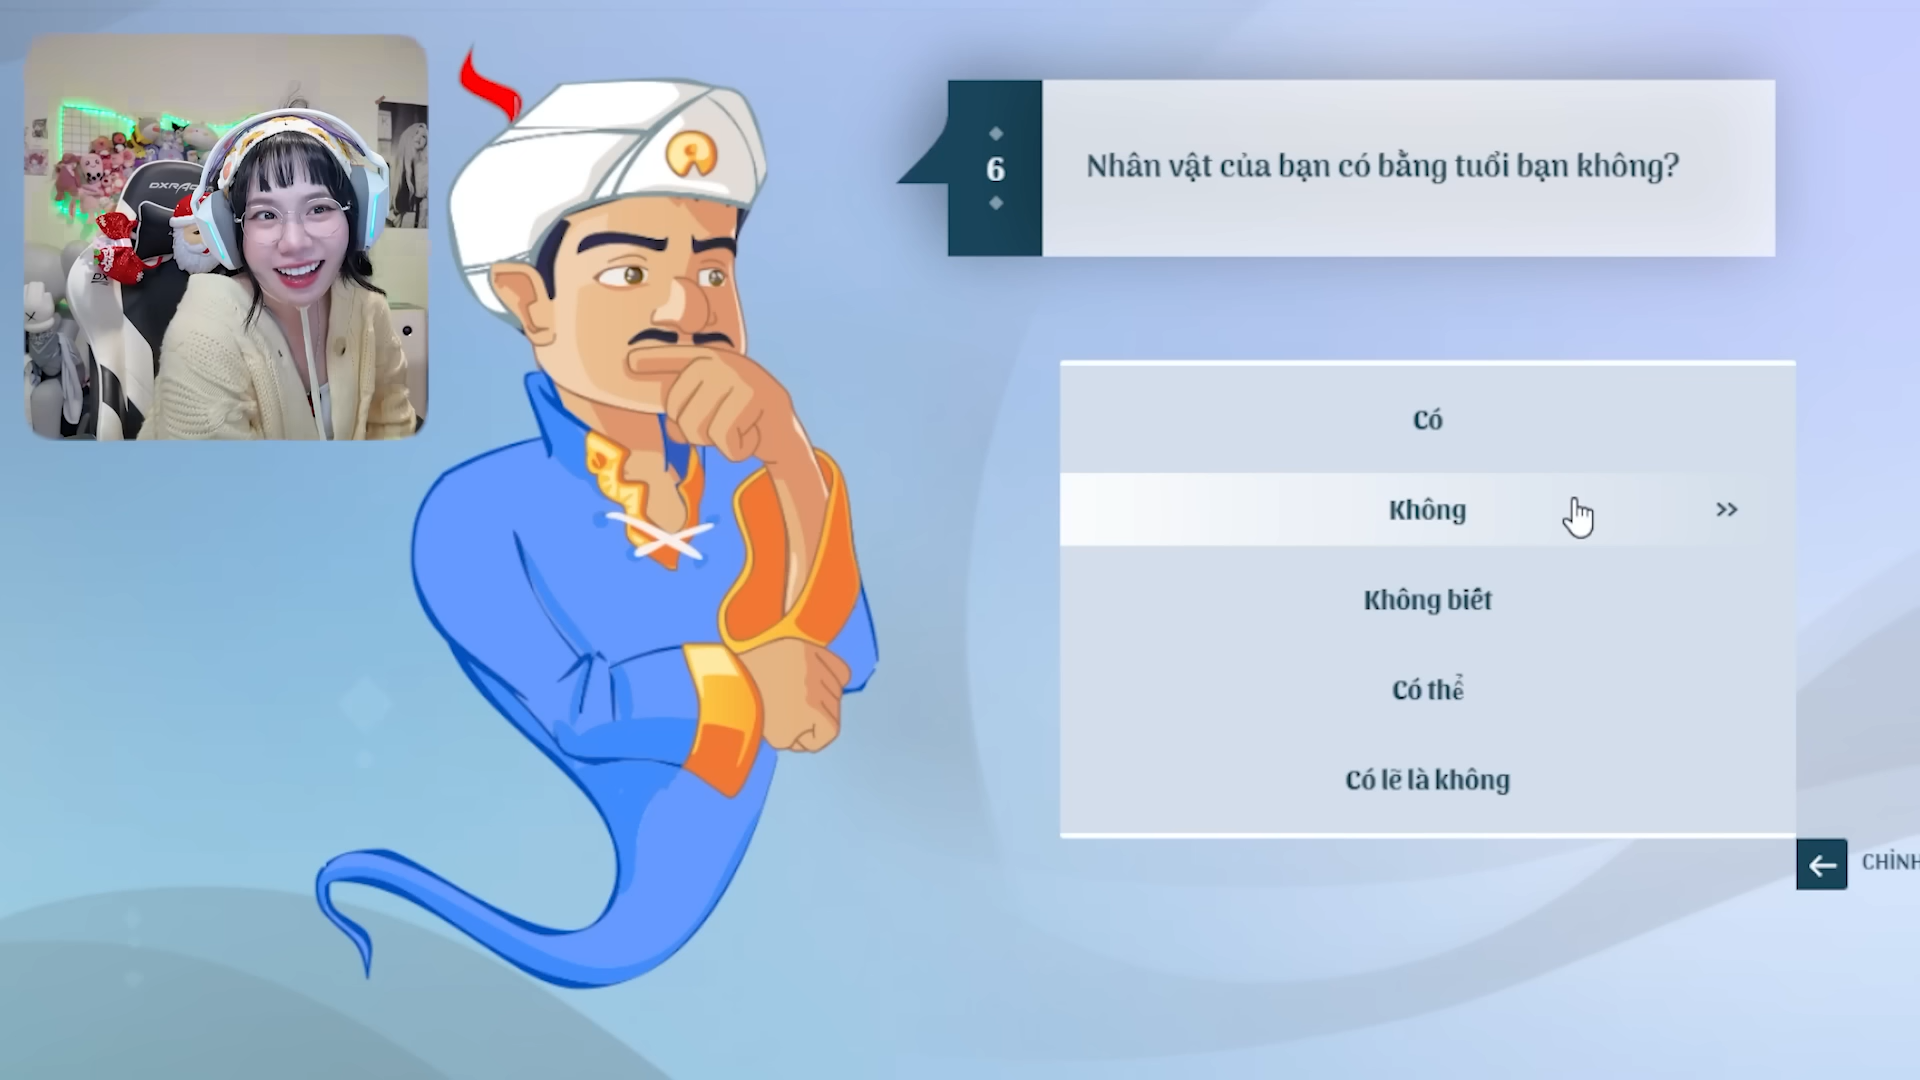 DXRA
6
Nhân vật của bạn có bằng tuổi bạn không?
Có
Không
Không biết
Có thể
Có lẽ là không
CHỈNH